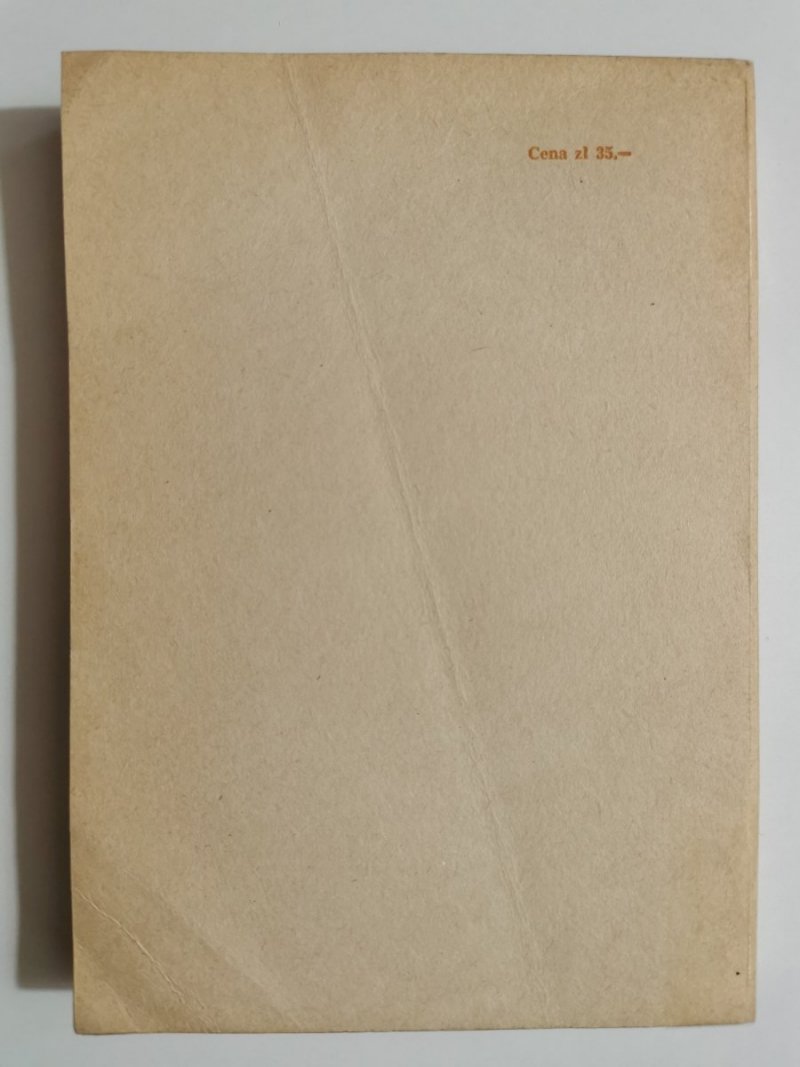 Cena zł 35,—